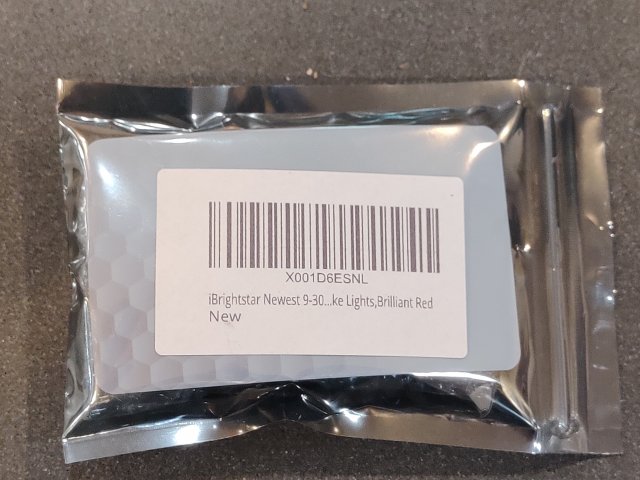 X001D6ESNL
iBrightstar Newest 9-30...ke Lights,Brilliant Red
New